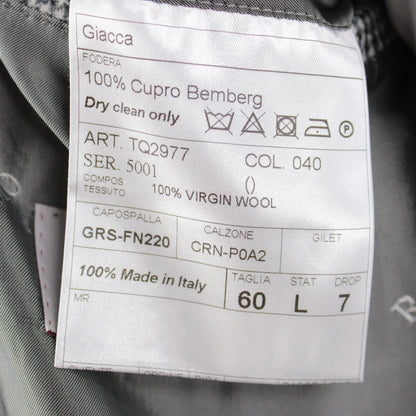 Giacca
FODERA
100% Cupro Bemberg
Dry clean only
ART. TQ2977 COL. 040
SER. 5001 ()
COMPOS
TESSUTO 100% VIRGIN WOOL
CAPOSPALLA CALZONE GILET
GRS-FN220 CRN-P0A2
100% Made in Italy
TAGLIA STAT. DROP
60 L 7
MR